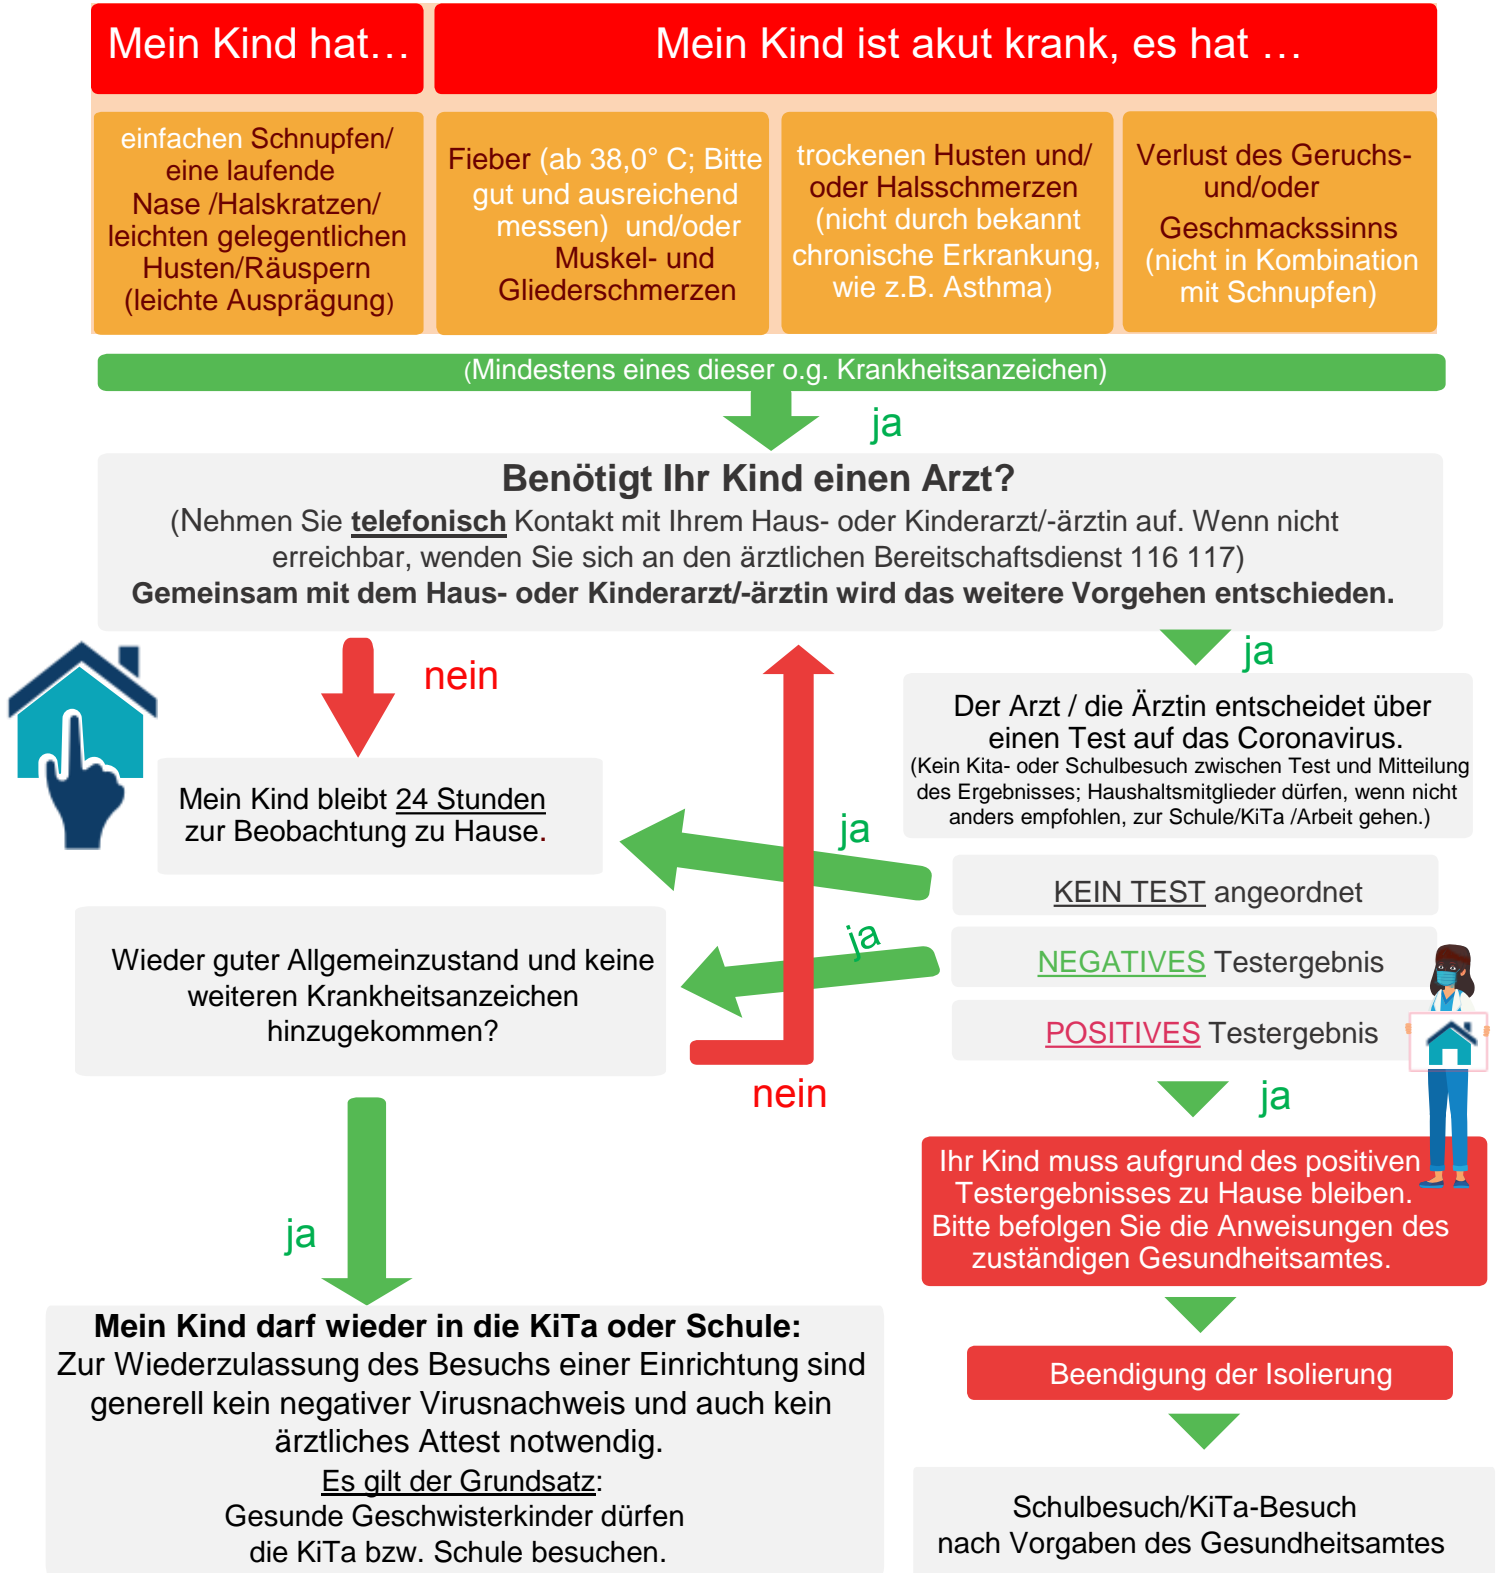 Mein Kind hat…
Mein Kind ist akut krank, es hat …
einfachen Schnupfen/
eine laufende
Nase /Halskratzen/
leichten gelegentlichen
Husten/Räuspern
(leichte Ausprägung)
Fieber (ab 38,0° C; Bitte
gut und ausreichend
messen) und/oder
Muskel- und
Gliederschmerzen
trockenen Husten und/
oder Halsschmerzen
(nicht durch bekannt
chronische Erkrankung,
wie z.B. Asthma)
Verlust des Geruchs-
und/oder
Geschmackssinns
(nicht in Kombination
mit Schnupfen)
(Mindestens eines dieser o.g. Krankheitsanzeichen)
ja
Benötigt Ihr Kind einen Arzt?
(Nehmen Sie telefonisch Kontakt mit Ihrem Haus- oder Kinderarzt/-ärztin auf. Wenn nicht
erreichbar, wenden Sie sich an den ärztlichen Bereitschaftsdienst 116 117)
Gemeinsam mit dem Haus- oder Kinderarzt/-ärztin wird das weitere Vorgehen entschieden.
nein
ja
Mein Kind bleibt 24 Stunden
zur Beobachtung zu Hause.
Der Arzt / die Ärztin entscheidet über
einen Test auf das Coronavirus.
(Kein Kita- oder Schulbesuch zwischen Test und Mitteilung
des Ergebnisses; Haushaltsmitglieder dürfen, wenn nicht
anders empfohlen, zur Schule/KiTa /Arbeit gehen.)
ja
KEIN TEST angeordnet
ja
NEGATIVES Testergebnis
POSITIVES Testergebnis
Wieder guter Allgemeinzustand und keine
weiteren Krankheitsanzeichen
hinzugekommen?
nein
ja
Ihr Kind muss aufgrund des positiven
Testergebnisses zu Hause bleiben.
Bitte befolgen Sie die Anweisungen des
zuständigen Gesundheitsamtes.
ja
Mein Kind darf wieder in die KiTa oder Schule:
Zur Wiederzulassung des Besuchs einer Einrichtung sind
generell kein negativer Virusnachweis und auch kein
ärztliches Attest notwendig.
Es gilt der Grundsatz:
Gesunde Geschwisterkinder dürfen
die KiTa bzw. Schule besuchen.
Beendigung der Isolierung
Schulbesuch/KiTa-Besuch
nach Vorgaben des Gesundheitsamtes